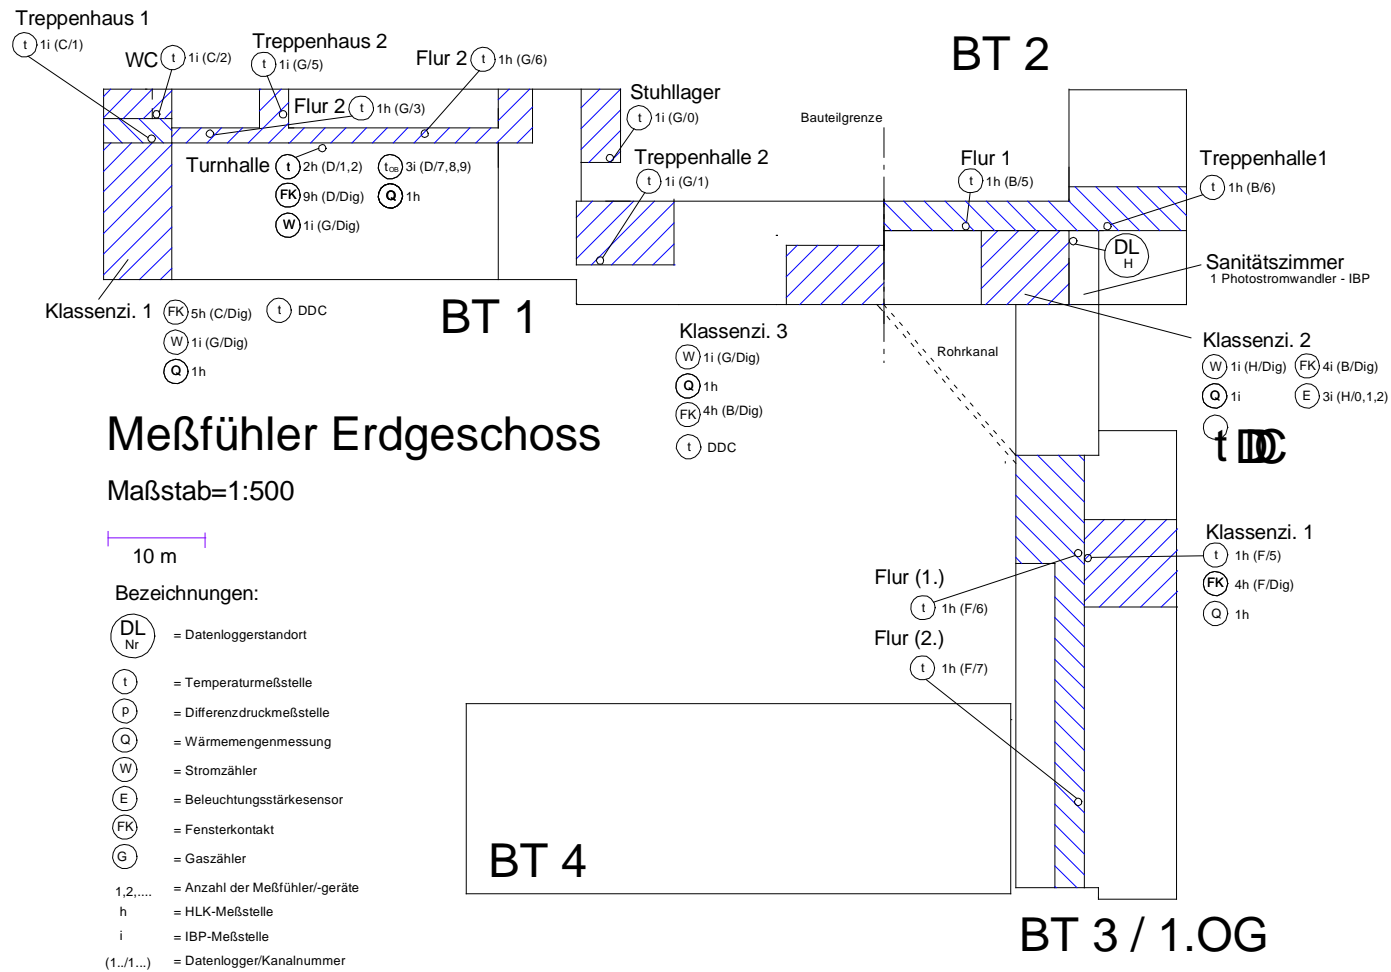 Treppenhaus 1
t 1i (C/1)
WC t 1i (C/2)
Treppenhaus 2
t 1i (G/5)
Flur 2 t 1h (G/6)
Flur 2 t 1h (G/3)
BT 2
Stuhllager
t 1i (G/0)
Bauteilgrenze
Turnhalle t 2h (D/1,2) tOB 3i (D/7,8,9)
FK 9h (D/Dig) Q 1h
W 1i (G/Dig)
Treppenhalle 2
t 1i (G/1)
Flur 1
t 1h (B/5)
Treppenhalle1
t 1h (B/6)
DL
H
Sanitätszimmer
1 Photostromwandler - IBP
Klassenzi. 1 FK 5h (C/Dig) t DDC
W 1i (G/Dig)
Q 1h
BT 1
Klassenzi. 3
W 1i (G/Dig)
Q 1h
FK 4h (B/Dig)
t DDC
Rohrkanal
Klassenzi. 2
W 1i (H/Dig) FK 4i (B/Dig)
Q 1i E 3i (H/0,1,2)
t DDC
Meßfühler Erdgeschoss
Maßstab=1:500
10 m
Klassenzi. 1
t 1h (F/5)
FK 4h (F/Dig)
Q 1h
Flur (1.)
t 1h (F/6)
Flur (2.)
t 1h (F/7)
Bezeichnungen:
DL
Nr = Datenloggerstandort
t = Temperaturmeßstelle
p = Differenzdruckmeßstelle
Q = Wärmemengenmessung
W = Stromzähler
E = Beleuchtungsstärkesensor
FK = Fensterkontakt
G = Gaszähler
1,2,.... = Anzahl der Meßfühler/-geräte
h = HLK-Meßstelle
i = IBP-Meßstelle
(1../1...) = Datenlogger/Kanalnummer
BT 4
BT 3 / 1.OG